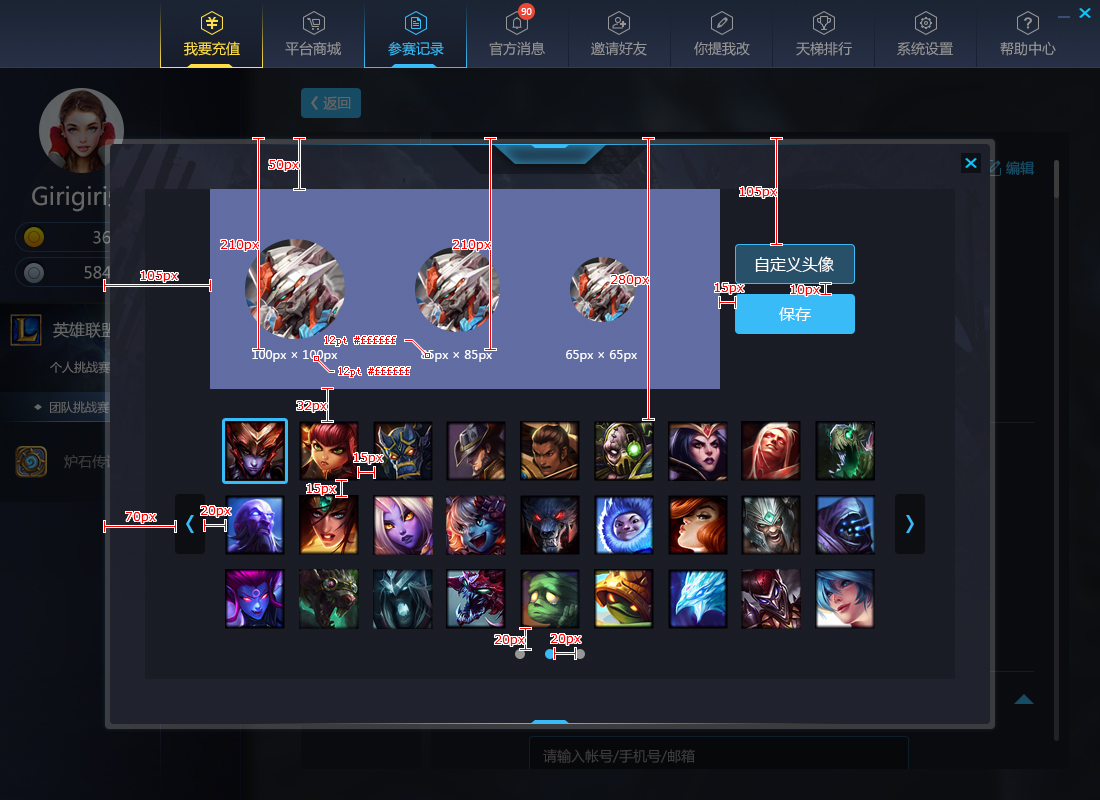 我要充值
平台商城
参赛记录
90
官方消息
邀请好友
你提我改
天梯排行
系统设置
帮助中心
返回
编辑
Girigiri
36
584
英雄联盟
个人挑战赛
团队挑战赛
炉石传
50px
105px
210px
210px
280px
105px
自定义头像
15px
10px
保存
12pt #ffffff
100px × 100px
5px × 85px
65px × 65px
12pt #ffffff
32px
15px
15px
70px
20px
20px
20px
请输入帐号/手机号/邮箱